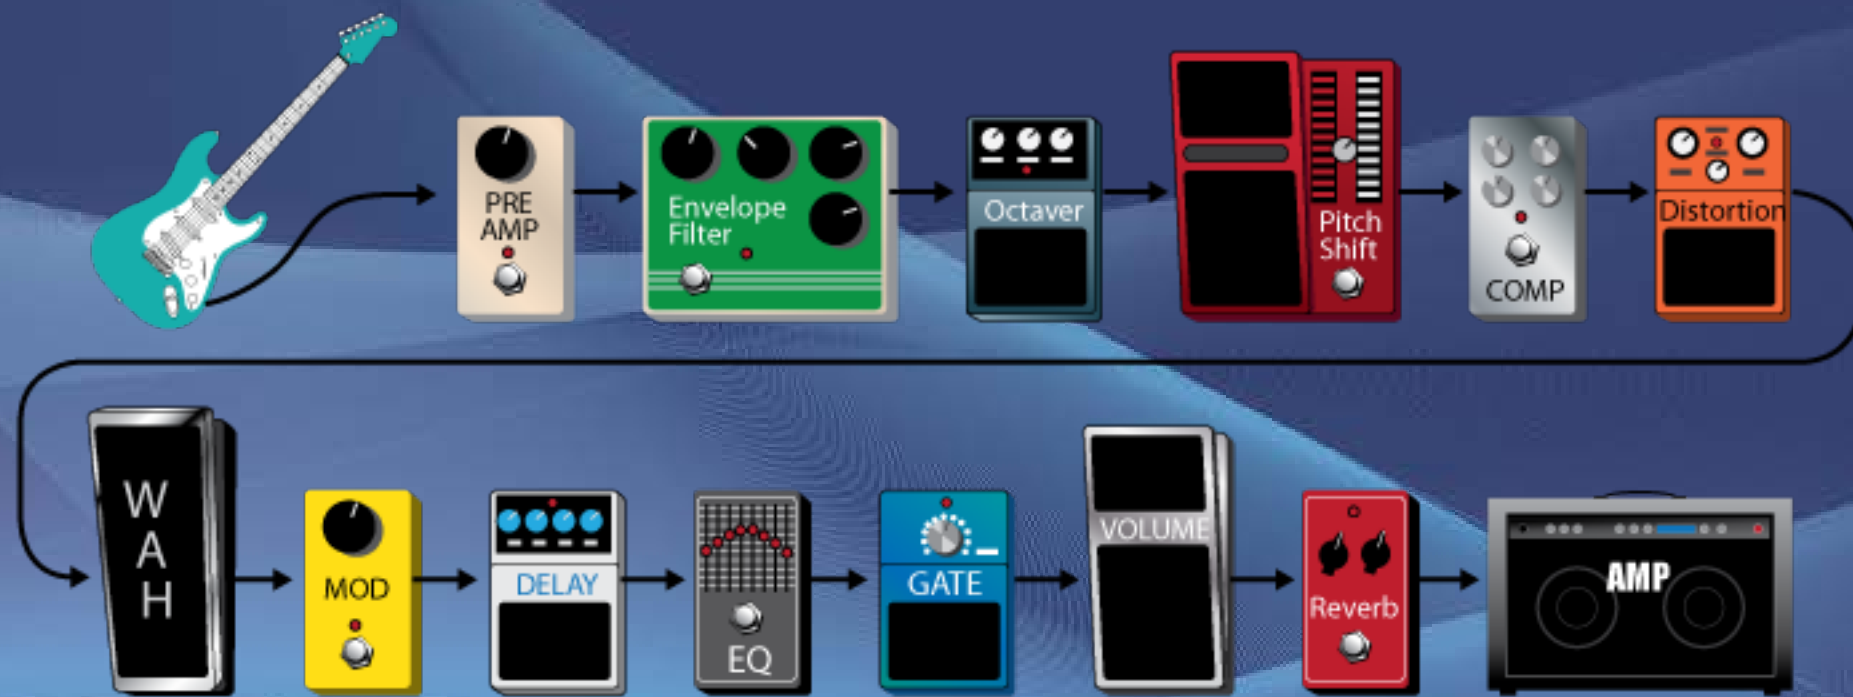 PRE
AMP
Envelope
Filter
Octaver
Pitch
Shift
COMP
Distortion
W
A
H
MOD
DELAY
EQ
GATE
VOLUME
Reverb
AMP